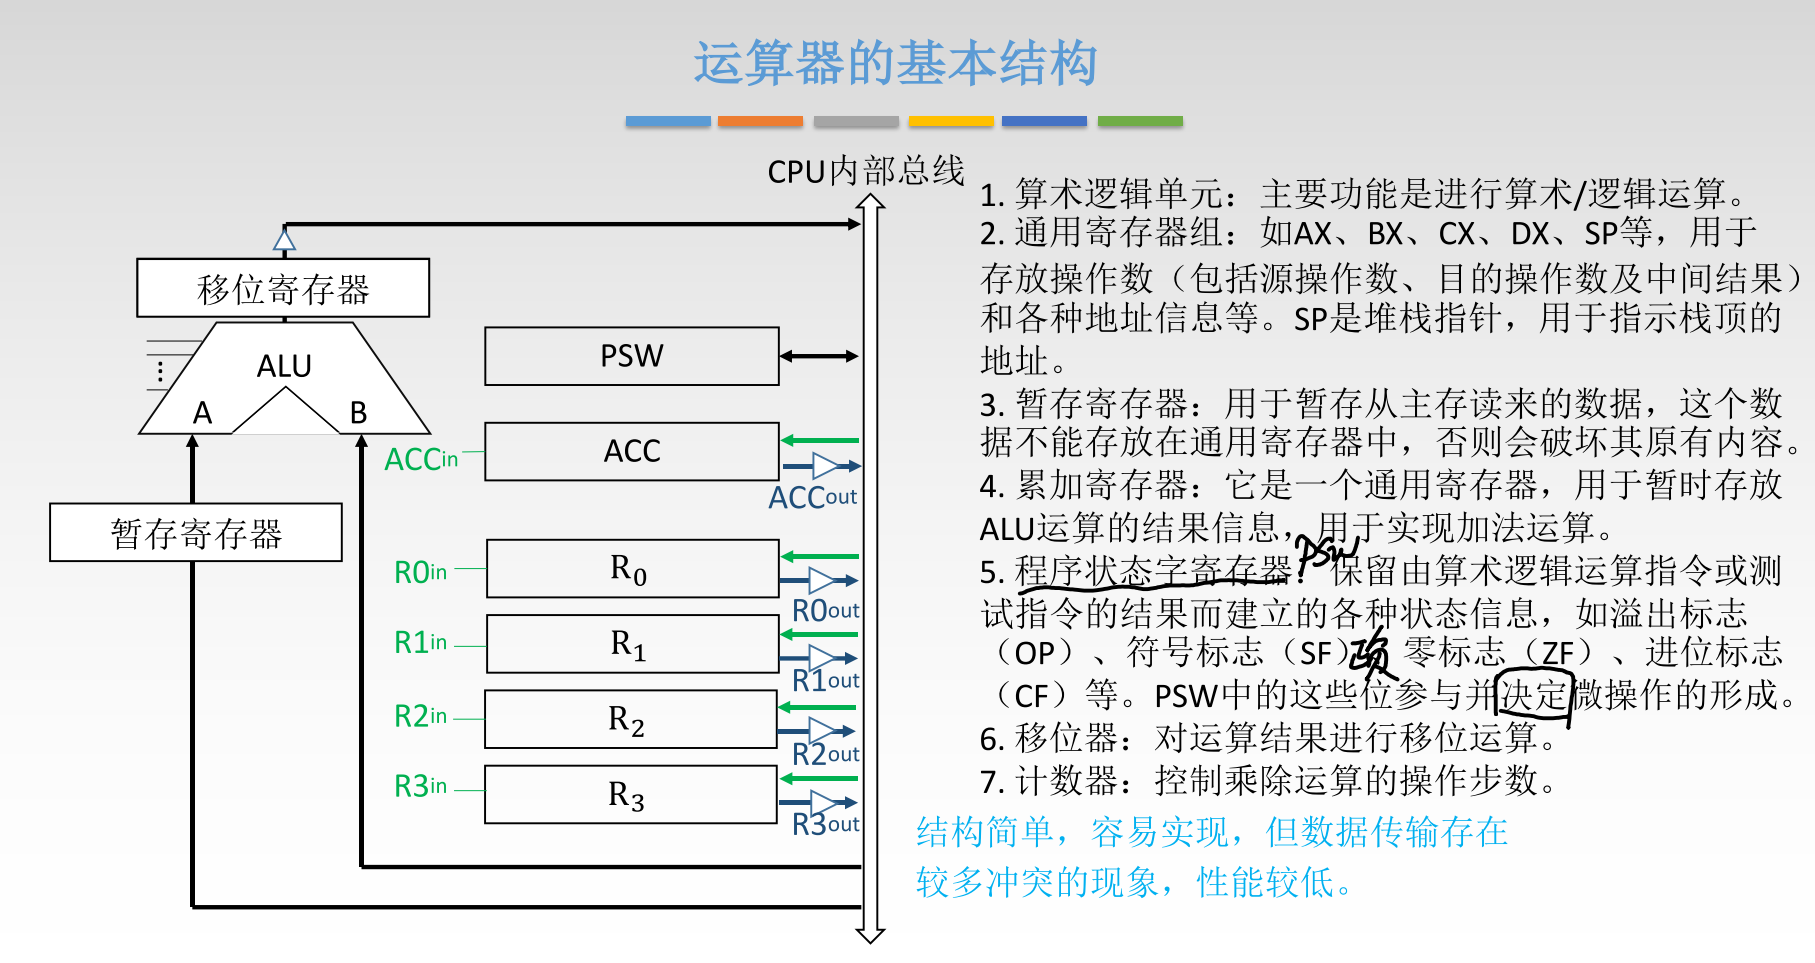 运算器的基本结构
CPU内部总线
移位寄存器
ALU
A
B
暂存寄存器
PSW
ACC
ACCin
ACCout
R0
R0in
R0out
R1
R1in
R1out
R2
R2in
R2out
R3
R3in
R3out
1. 算术逻辑单元：主要功能是进行算术/逻辑运算。
2. 通用寄存器组：如AX、BX、CX、DX、SP等，用于
存放操作数（包括源操作数、目的操作数及中间结果）
和各种地址信息等。SP是堆栈指针，用于指示栈顶的
地址。
3. 暂存寄存器：用于暂存从主存读来的数据，这个数
据不能存放在通用寄存器中，否则会破坏其原有内容。
4. 累加寄存器：它是一个通用寄存器，用于暂时存放
ALU运算的结果信息，用于实现加法运算。
PSW
5. 程序状态字寄存器：保留由算术逻辑运算指令或测
试指令的结果而建立的各种状态信息，如溢出标志
（OP）、符号标志（SF）、零标志（ZF）、进位标志
（CF）等。PSW中的这些位参与并决定微操作的形成。
6. 移位器：对运算结果进行移位运算。
7. 计数器：控制乘除运算的操作步数。
结构简单，容易实现，但数据传输存在
较多冲突的现象，性能较低。